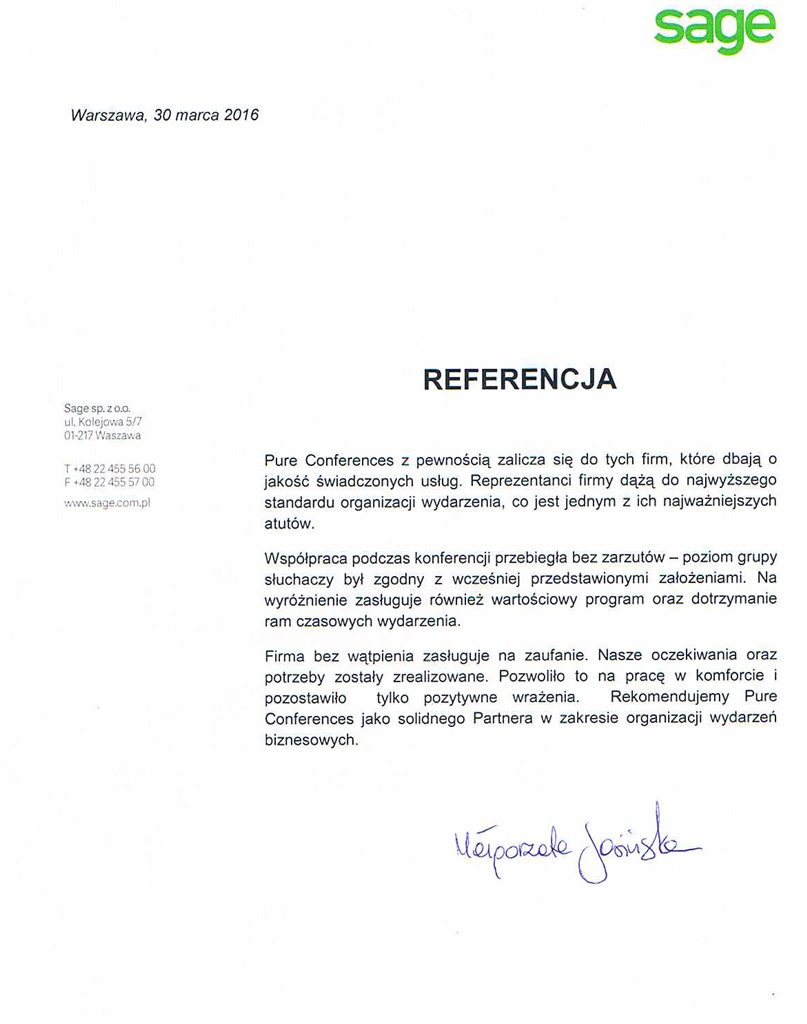 sage
Warszawa, 30 marca 2016
REFERENCJA
Sage sp. z o.o.
ul. Kolejowa 5/7
01-217 Waszawa
T +48 22 455 56 00
F +48 22 455 57 00
www.sage.com.pl
Pure Conferences z pewnością zalicza się do tych firm, które dbają o
jakość świadczonych usług. Reprezentanci firmy dążą do najwyższego
standardu organizacji wydarzenia, co jest jednym z ich najważniejszych
atutów.
Współpraca podczas konferencji przebiegła bez zarzutów – poziom grupy
słuchaczy był zgodny z wcześniej przedstawionymi założeniami. Na
wyróżnienie zasługuje również wartościowy program oraz dotrzymanie
ram czasowych wydarzenia.
Firma bez wątpienia zasługuje na zaufanie. Nasze oczekiwania oraz
potrzeby zostały zrealizowane. Pozwoliło to na pracę w komforcie i
pozostawiło tylko pozytywne wrażenia. Rekomendujemy Pure
Conferences jako solidnego Partnera w zakresie organizacji wydarzeń
biznesowych.
Małgorzata Jasińska